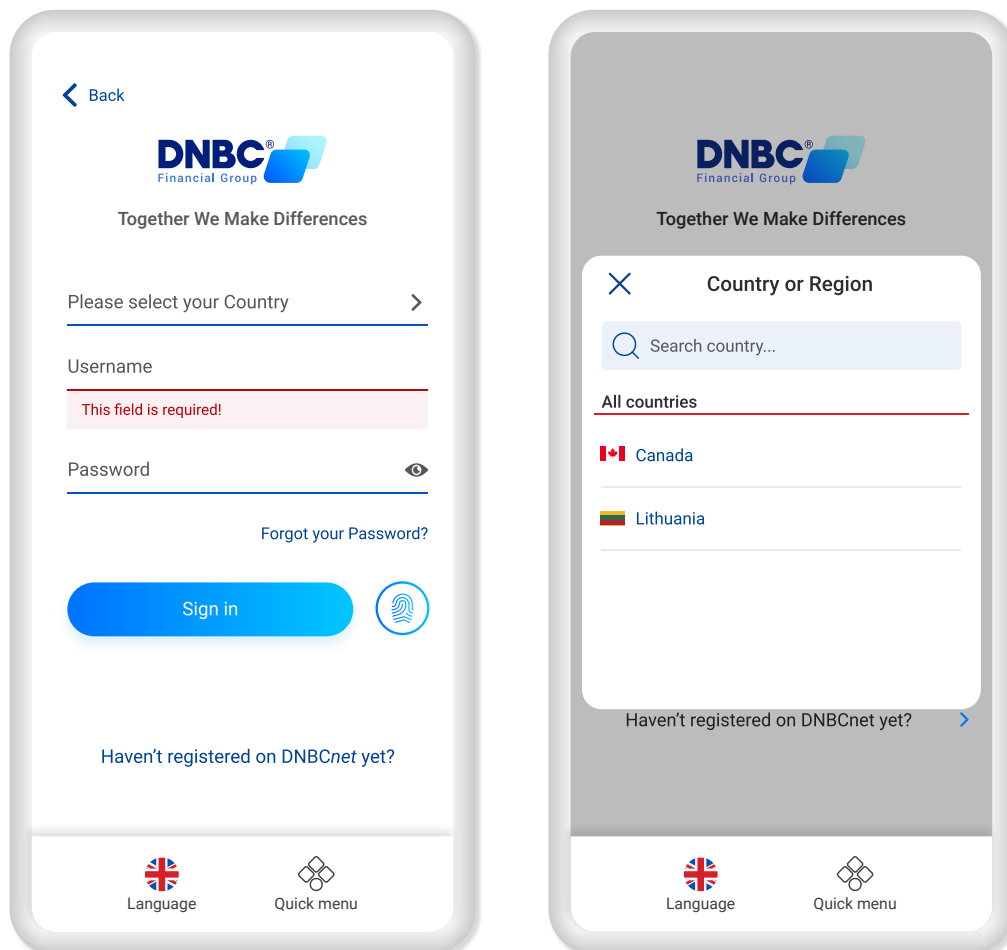 Back
DNBC®
Financial Group
Together We Make Differences
Please select your Country
Username
This field is required!
Password
Forgot your Password?
Sign in
Haven’t registered on DNBCnet yet?
Language
Quick menu
DNBC®
Financial Group
Together We Make Differences
Country or Region
Search country...
All countries
Canada
Lithuania
Haven’t registered on DNBCnet yet?
Language
Quick menu